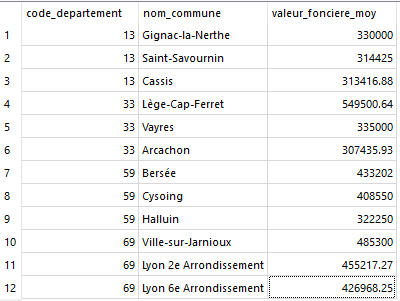 code_departement nom_commune valeur_fonciere_moy
1 13 Gignac-la-Nerthe 330000
2 13 Saint-Savournin 314425
3 13 Cassis 313416.88
4 33 Lège-Cap-Ferret 549500.64
5 33 Vayres 335000
6 33 Arcachon 307435.93
7 59 Bersée 433202
8 59 Cysoing 408550
9 59 Halluin 322250
10 69 Ville-sur-Jarnioux 485300
11 69 Lyon 2e Arrondissement 455217.27
12 69 Lyon 6e Arrondissement 426968.25